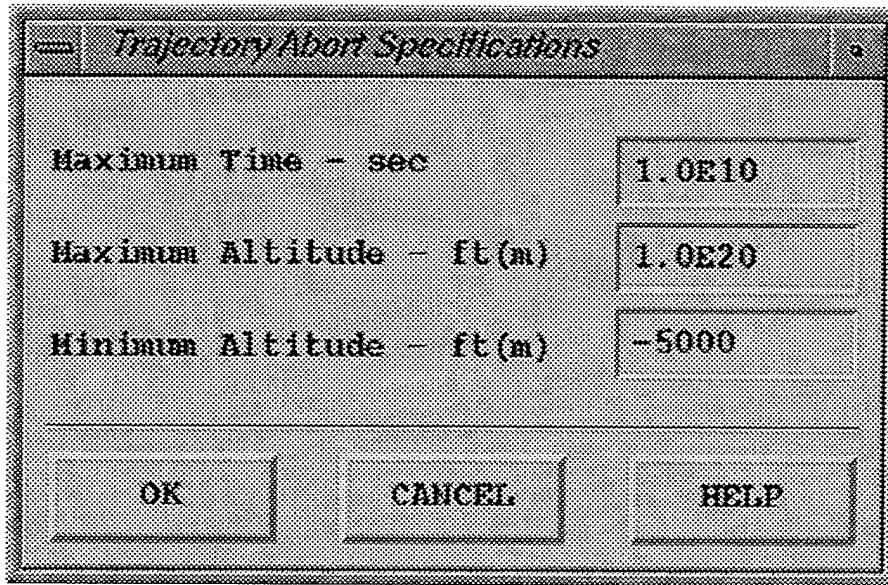 Trajectory Abort Specifications
Maximum Time - sec 1.0E10
Maximum Altitude - ft(m) 1.0E20
Minimum Altitude - ft(m) -5000
OK CANCEL HELP